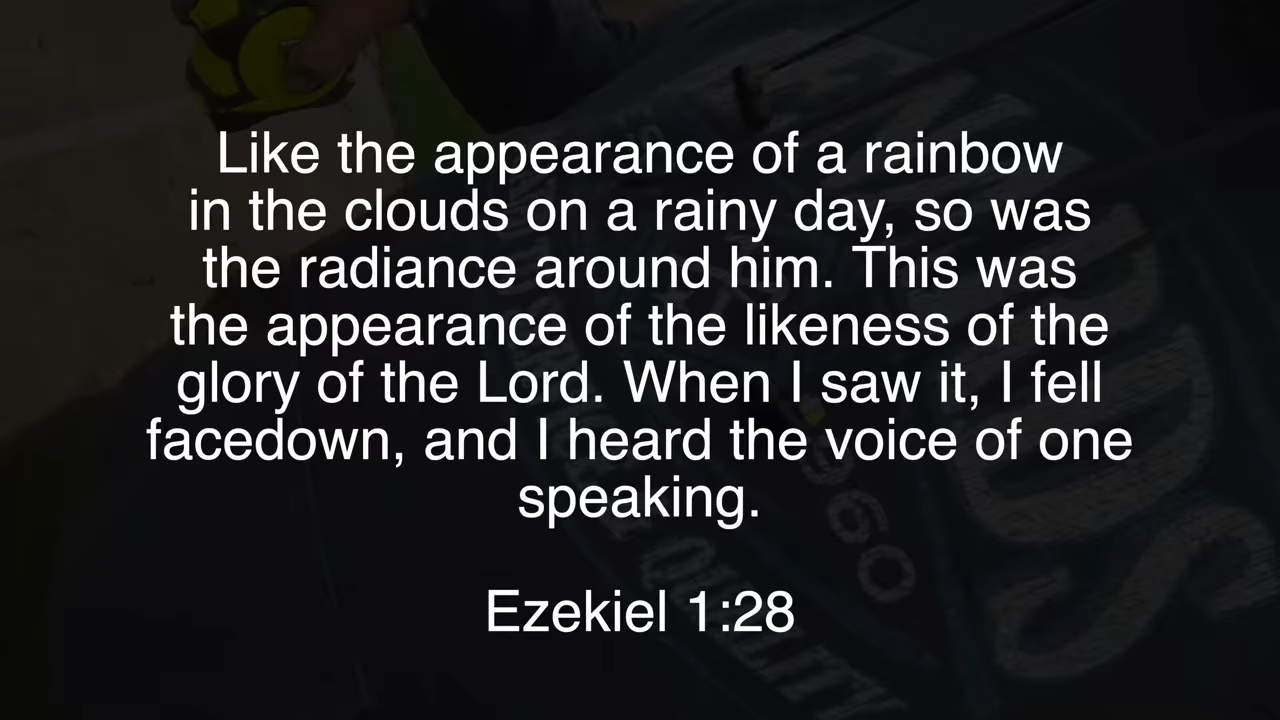 Like the appearance of a rainbow
in the clouds on a rainy day, so was
the radiance around him. This was
the appearance of the likeness of the
glory of the Lord. When I saw it, I fell
facedown, and I heard the voice of one
speaking.
Ezekiel 1:28
960
QUALITY